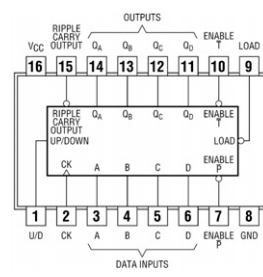 OUTPUTS
RIPPLE CARRY OUTPUT
ENABLE T
VCC
QA QB QC QD
LOAD
16 15 14 13 12 11 10 9
RIPPLE CARRY OUTPUT
QA QB QC QD
ENABLE T
UP/DOWN
LOAD
CK
A B C D
ENABLE P
1 2 3 4 5 6 7 8
U/D CK A B C D ENABLE P GND
DATA INPUTS